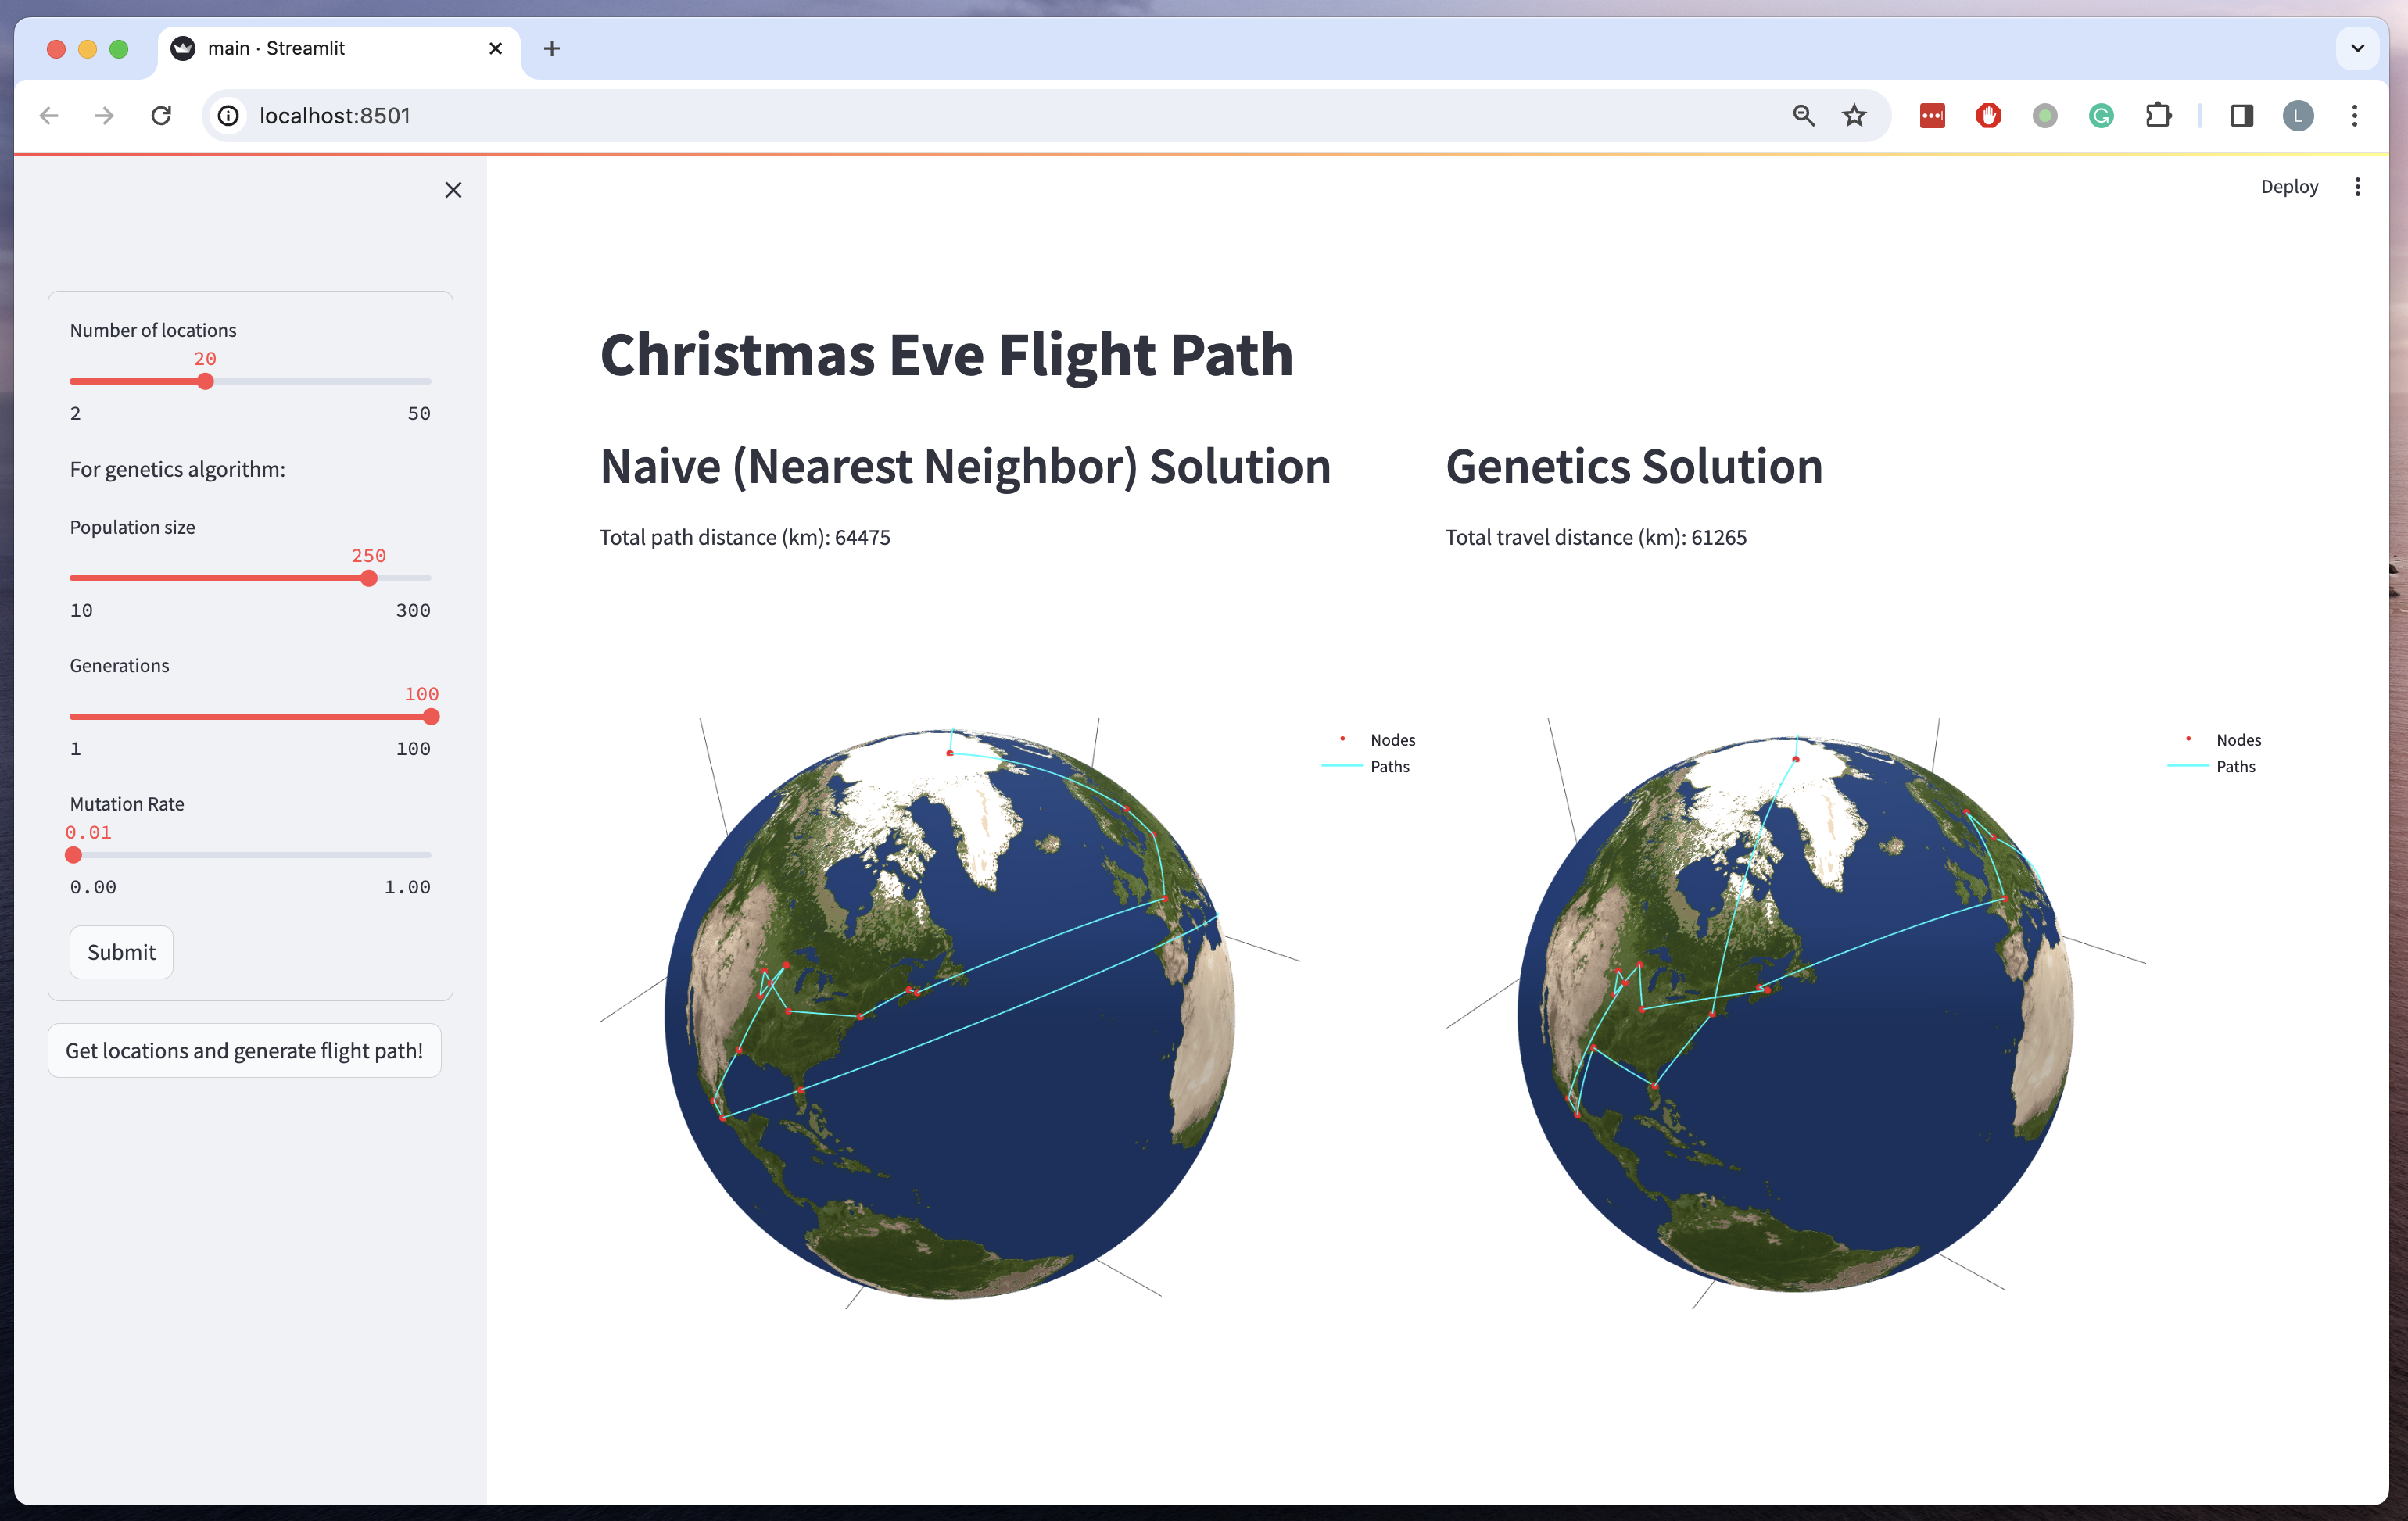 main · Streamlit
localhost:8501
L
Deploy
Number of locations
20
2 50
For genetics algorithm:
Population size
250
10 300
Generations
100
1 100
Mutation Rate
0.01
0.00 1.00
Submit
Get locations and generate flight path!
Christmas Eve Flight Path
Naive (Nearest Neighbor) Solution
Total path distance (km): 64475
Nodes
Paths
Genetics Solution
Total travel distance (km): 61265
Nodes
Paths